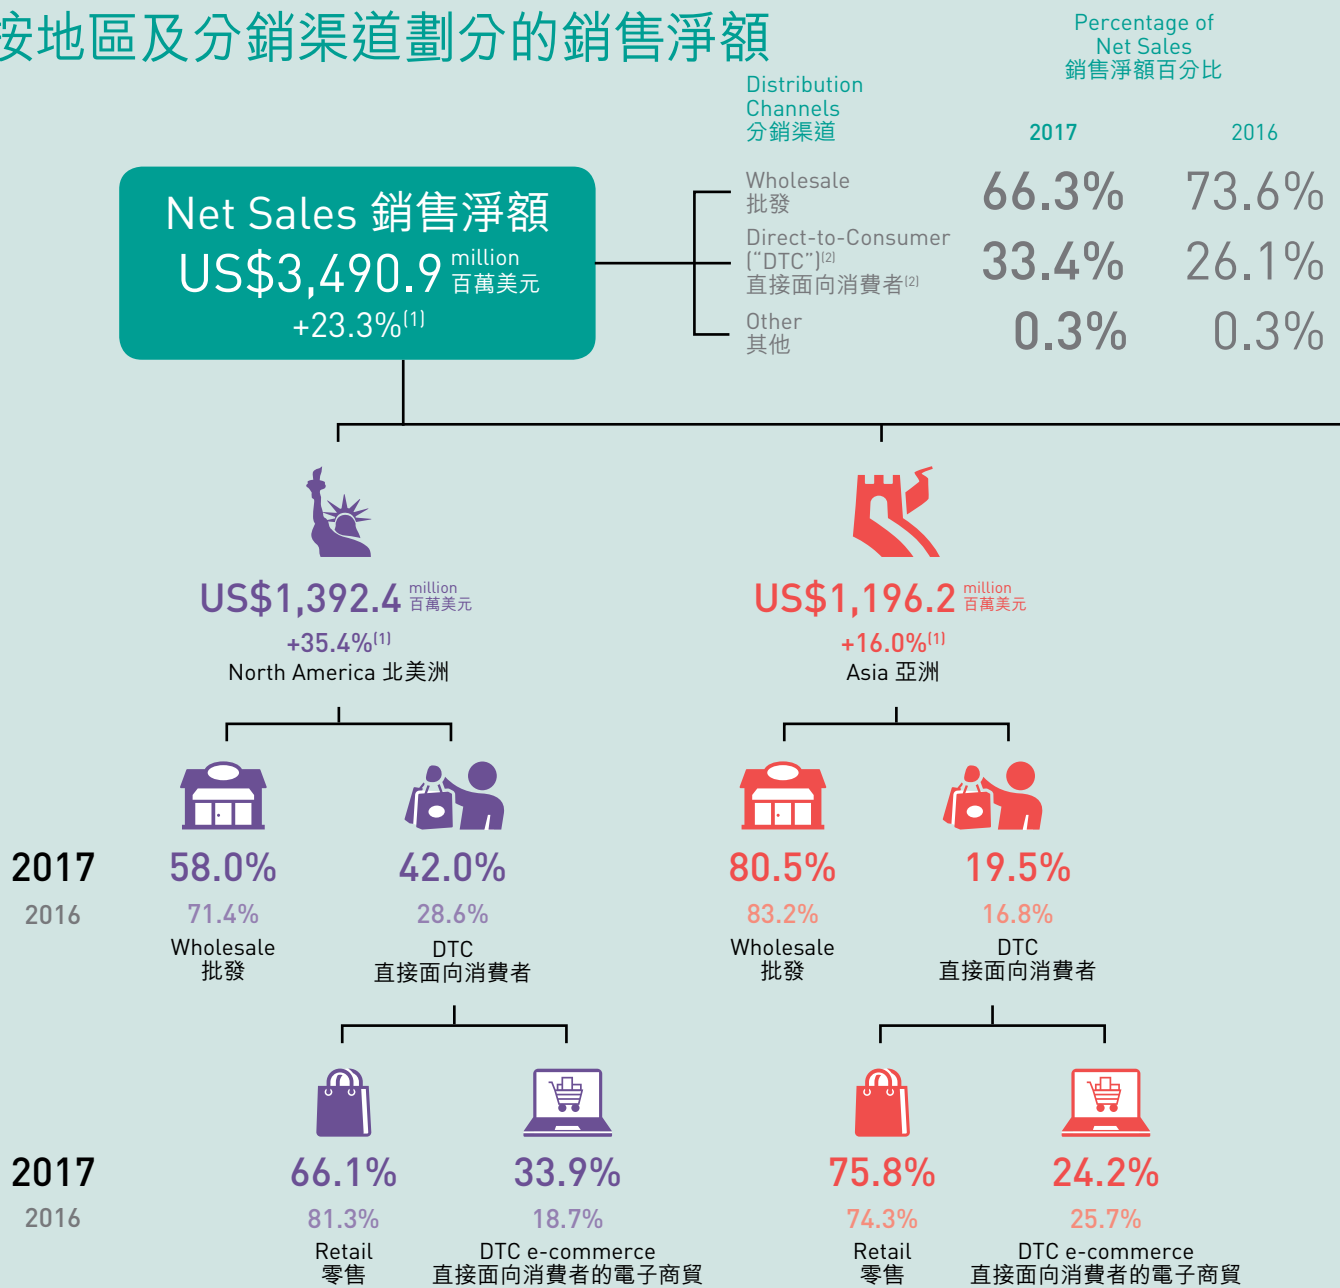 按地區及分銷渠道劃分的銷售淨額
Percentage of
Net Sales
銷售淨額百分比
Distribution
Channels
分銷渠道
2017 2016
Net Sales 銷售淨額
US$3,490.9 million 百萬美元
+23.3%(1)
Wholesale
批發
66.3% 73.6%
Direct-to-Consumer
("DTC")(2)
直接面向消費者(2)
33.4% 26.1%
Other
其他
0.3% 0.3%
US$1,392.4 million 百萬美元
+35.4%(1)
North America 北美洲
US$1,196.2 million 百萬美元
+16.0%(1)
Asia 亞洲
2017 58.0% 42.0% 80.5% 19.5%
2016 71.4% 28.6% 83.2% 16.8%
Wholesale DTC Wholesale DTC
批發 直接面向消費者 批發 直接面向消費者
2017 66.1% 33.9% 75.8% 24.2%
2016 81.3% 18.7% 74.3% 25.7%
Retail DTC e-commerce Retail DTC e-commerce
零售 直接面向消費者的電子商貿 零售 直接面向消費者的電子商貿